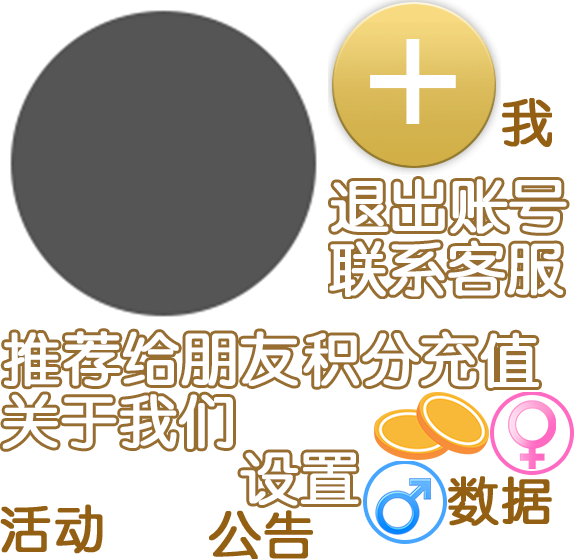 我
退出账号
联系客服
推荐给朋友积分充值
关于我们
设置
数据
活动
公告